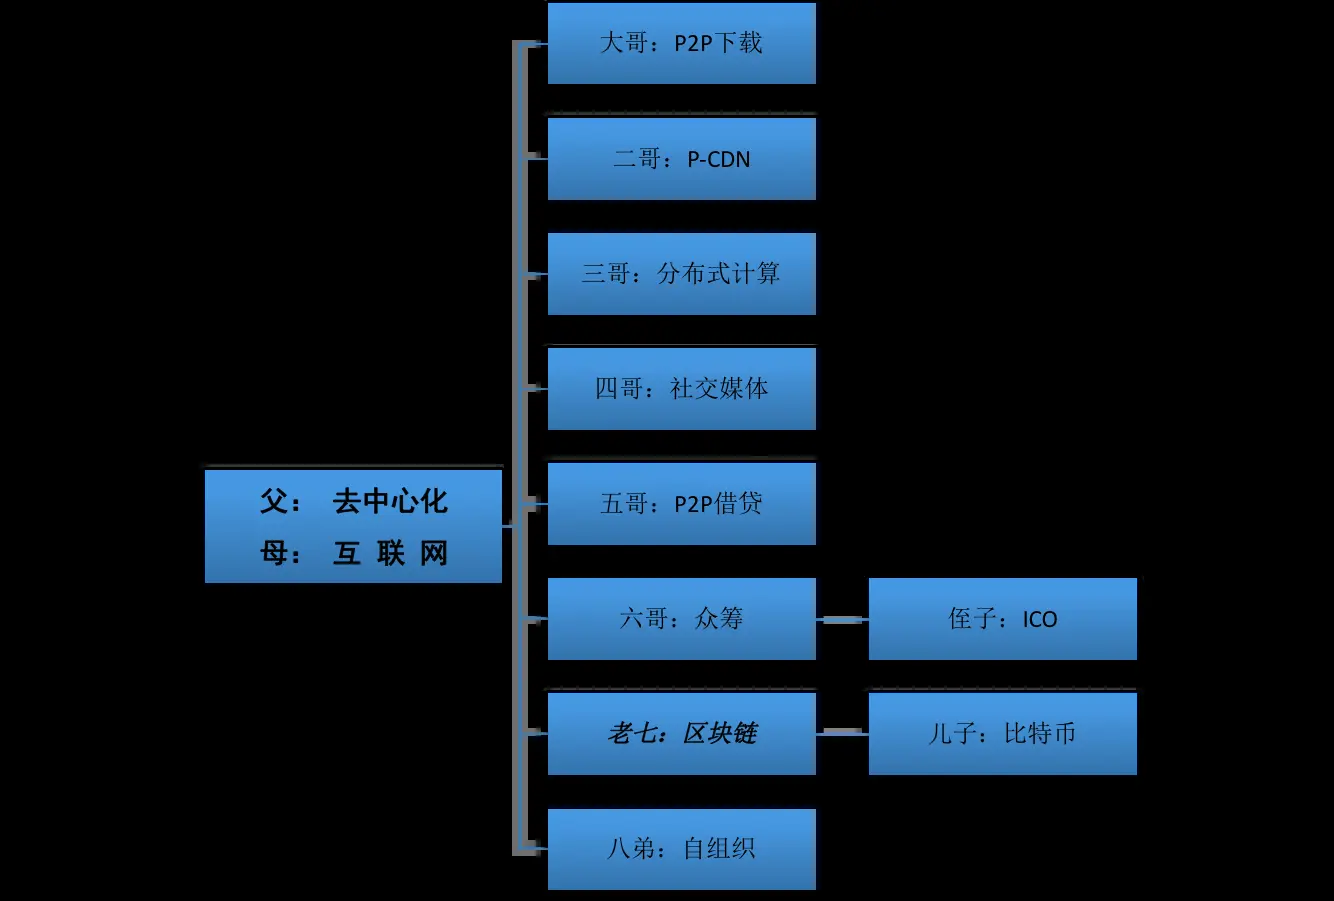 大哥：P2P下载
二哥：P-CDN
三哥：分布式计算
四哥：社交媒体
五哥：P2P借贷
父： 去中心化
母： 互 联 网
六哥：众筹
侄子：ICO
老七：区块链
儿子：比特币
八弟：自组织